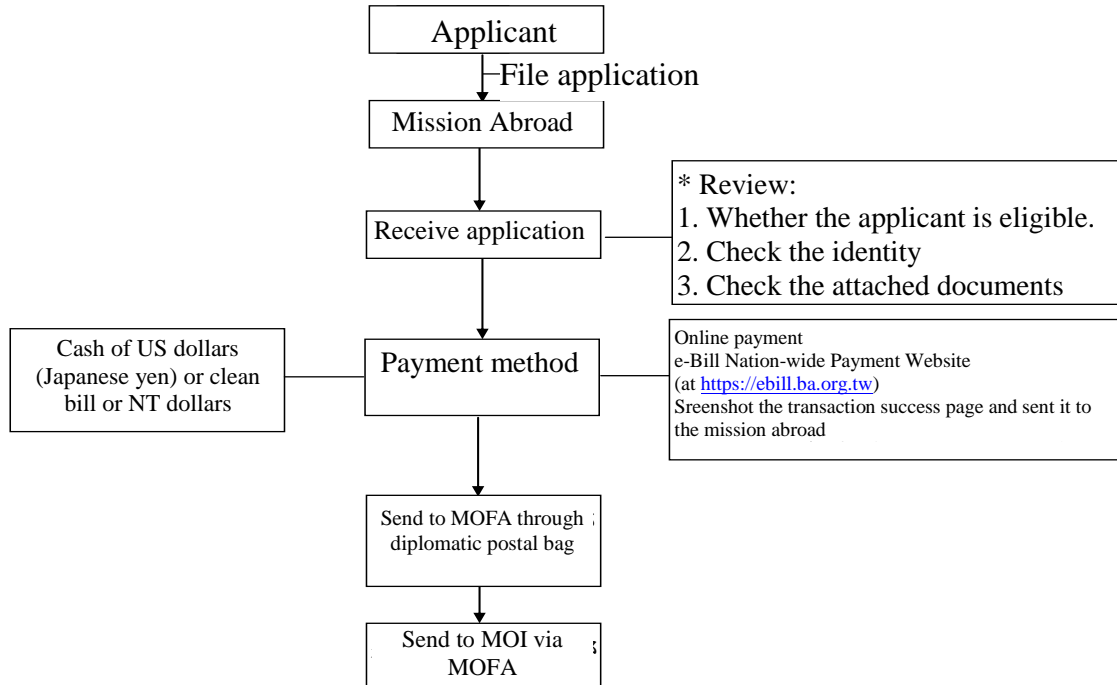 Applicant
File application
Mission Abroad
Receive application
* Review:
1. Whether the applicant is eligible.
2. Check the identity
3. Check the attached documents
Payment method
Cash of US dollars
(Japanese yen) or clean
bill or NT dollars
Online payment
e-Bill Nation-wide Payment Website
(at https://ebill.ba.org.tw)
Sreenshot the transaction success page and sent it to
the mission abroad
Send to MOFA through
diplomatic postal bag
Send to MOI via
MOFA